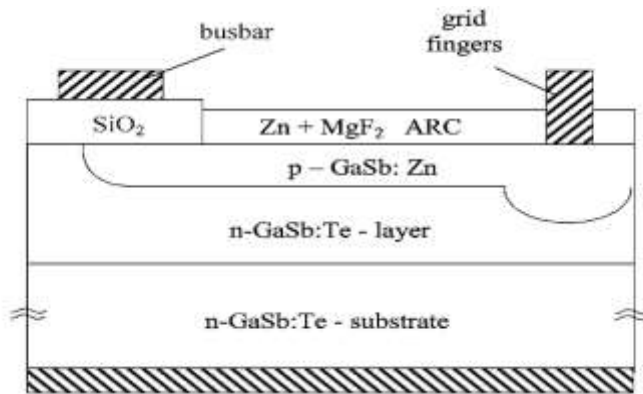 busbar
grid
fingers
SiO₂
Zn + MgF₂ ARC
p – GaSb: Zn
n-GaSb:Te - layer
n-GaSb:Te - substrate